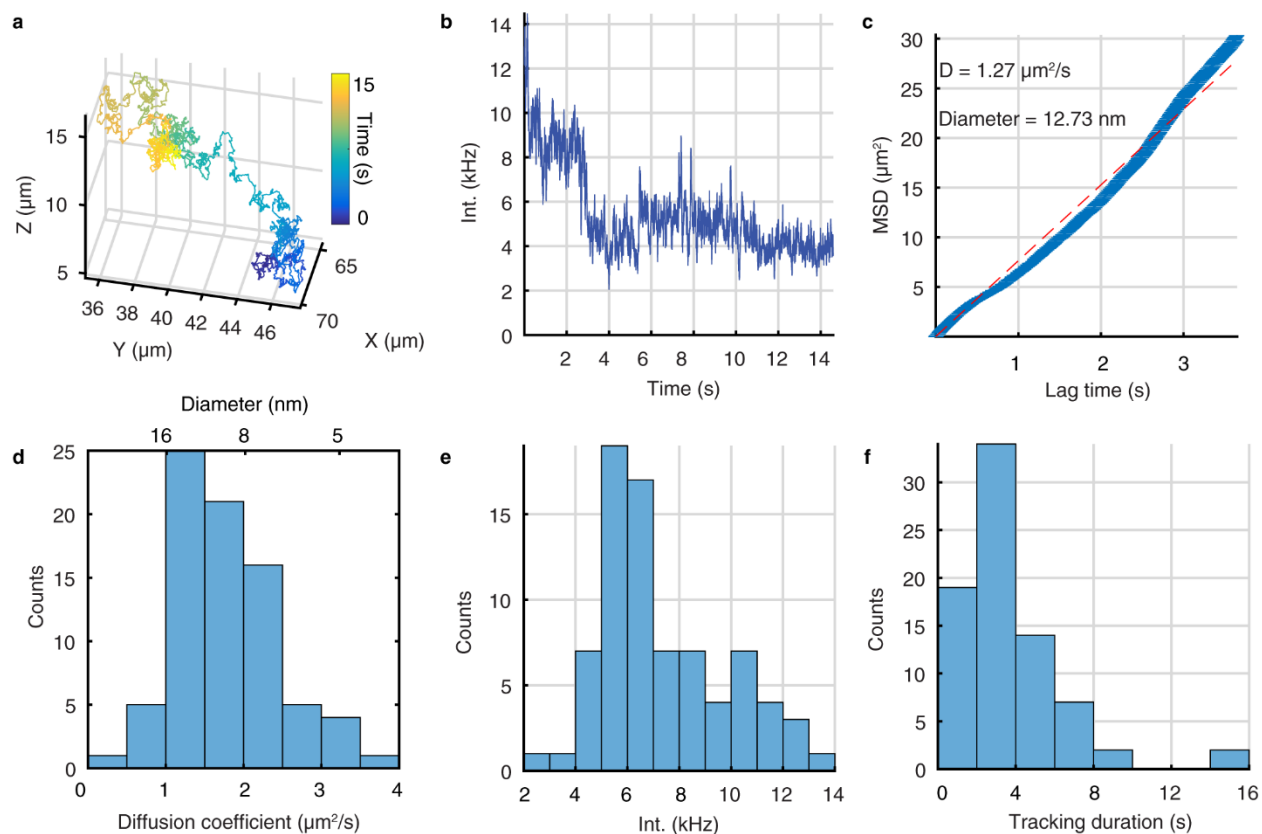 a
15
Time (s)
0
Z (μm)
15
10
5
36 38 40 42 44 46
Y (μm)
65
70
X (μm)
b
14
12
10
8
6
4
2
0
Int. (kHz)
2 4 6 8 10 12 14
Time (s)
c
30
25
20
15
10
5
MSD (μm²)
D = 1.27 μm²/s
Diameter = 12.73 nm
1 2 3
Lag time (s)
d
Diameter (nm)
16 8 5
25
20
15
10
5
0
Counts
0 1 2 3 4
Diffusion coefficient (μm²/s)
e
15
10
5
0
Counts
2 4 6 8 10 12 14
Int. (kHz)
f
30
25
20
15
10
5
0
Counts
0 4 8 12 16
Tracking duration (s)